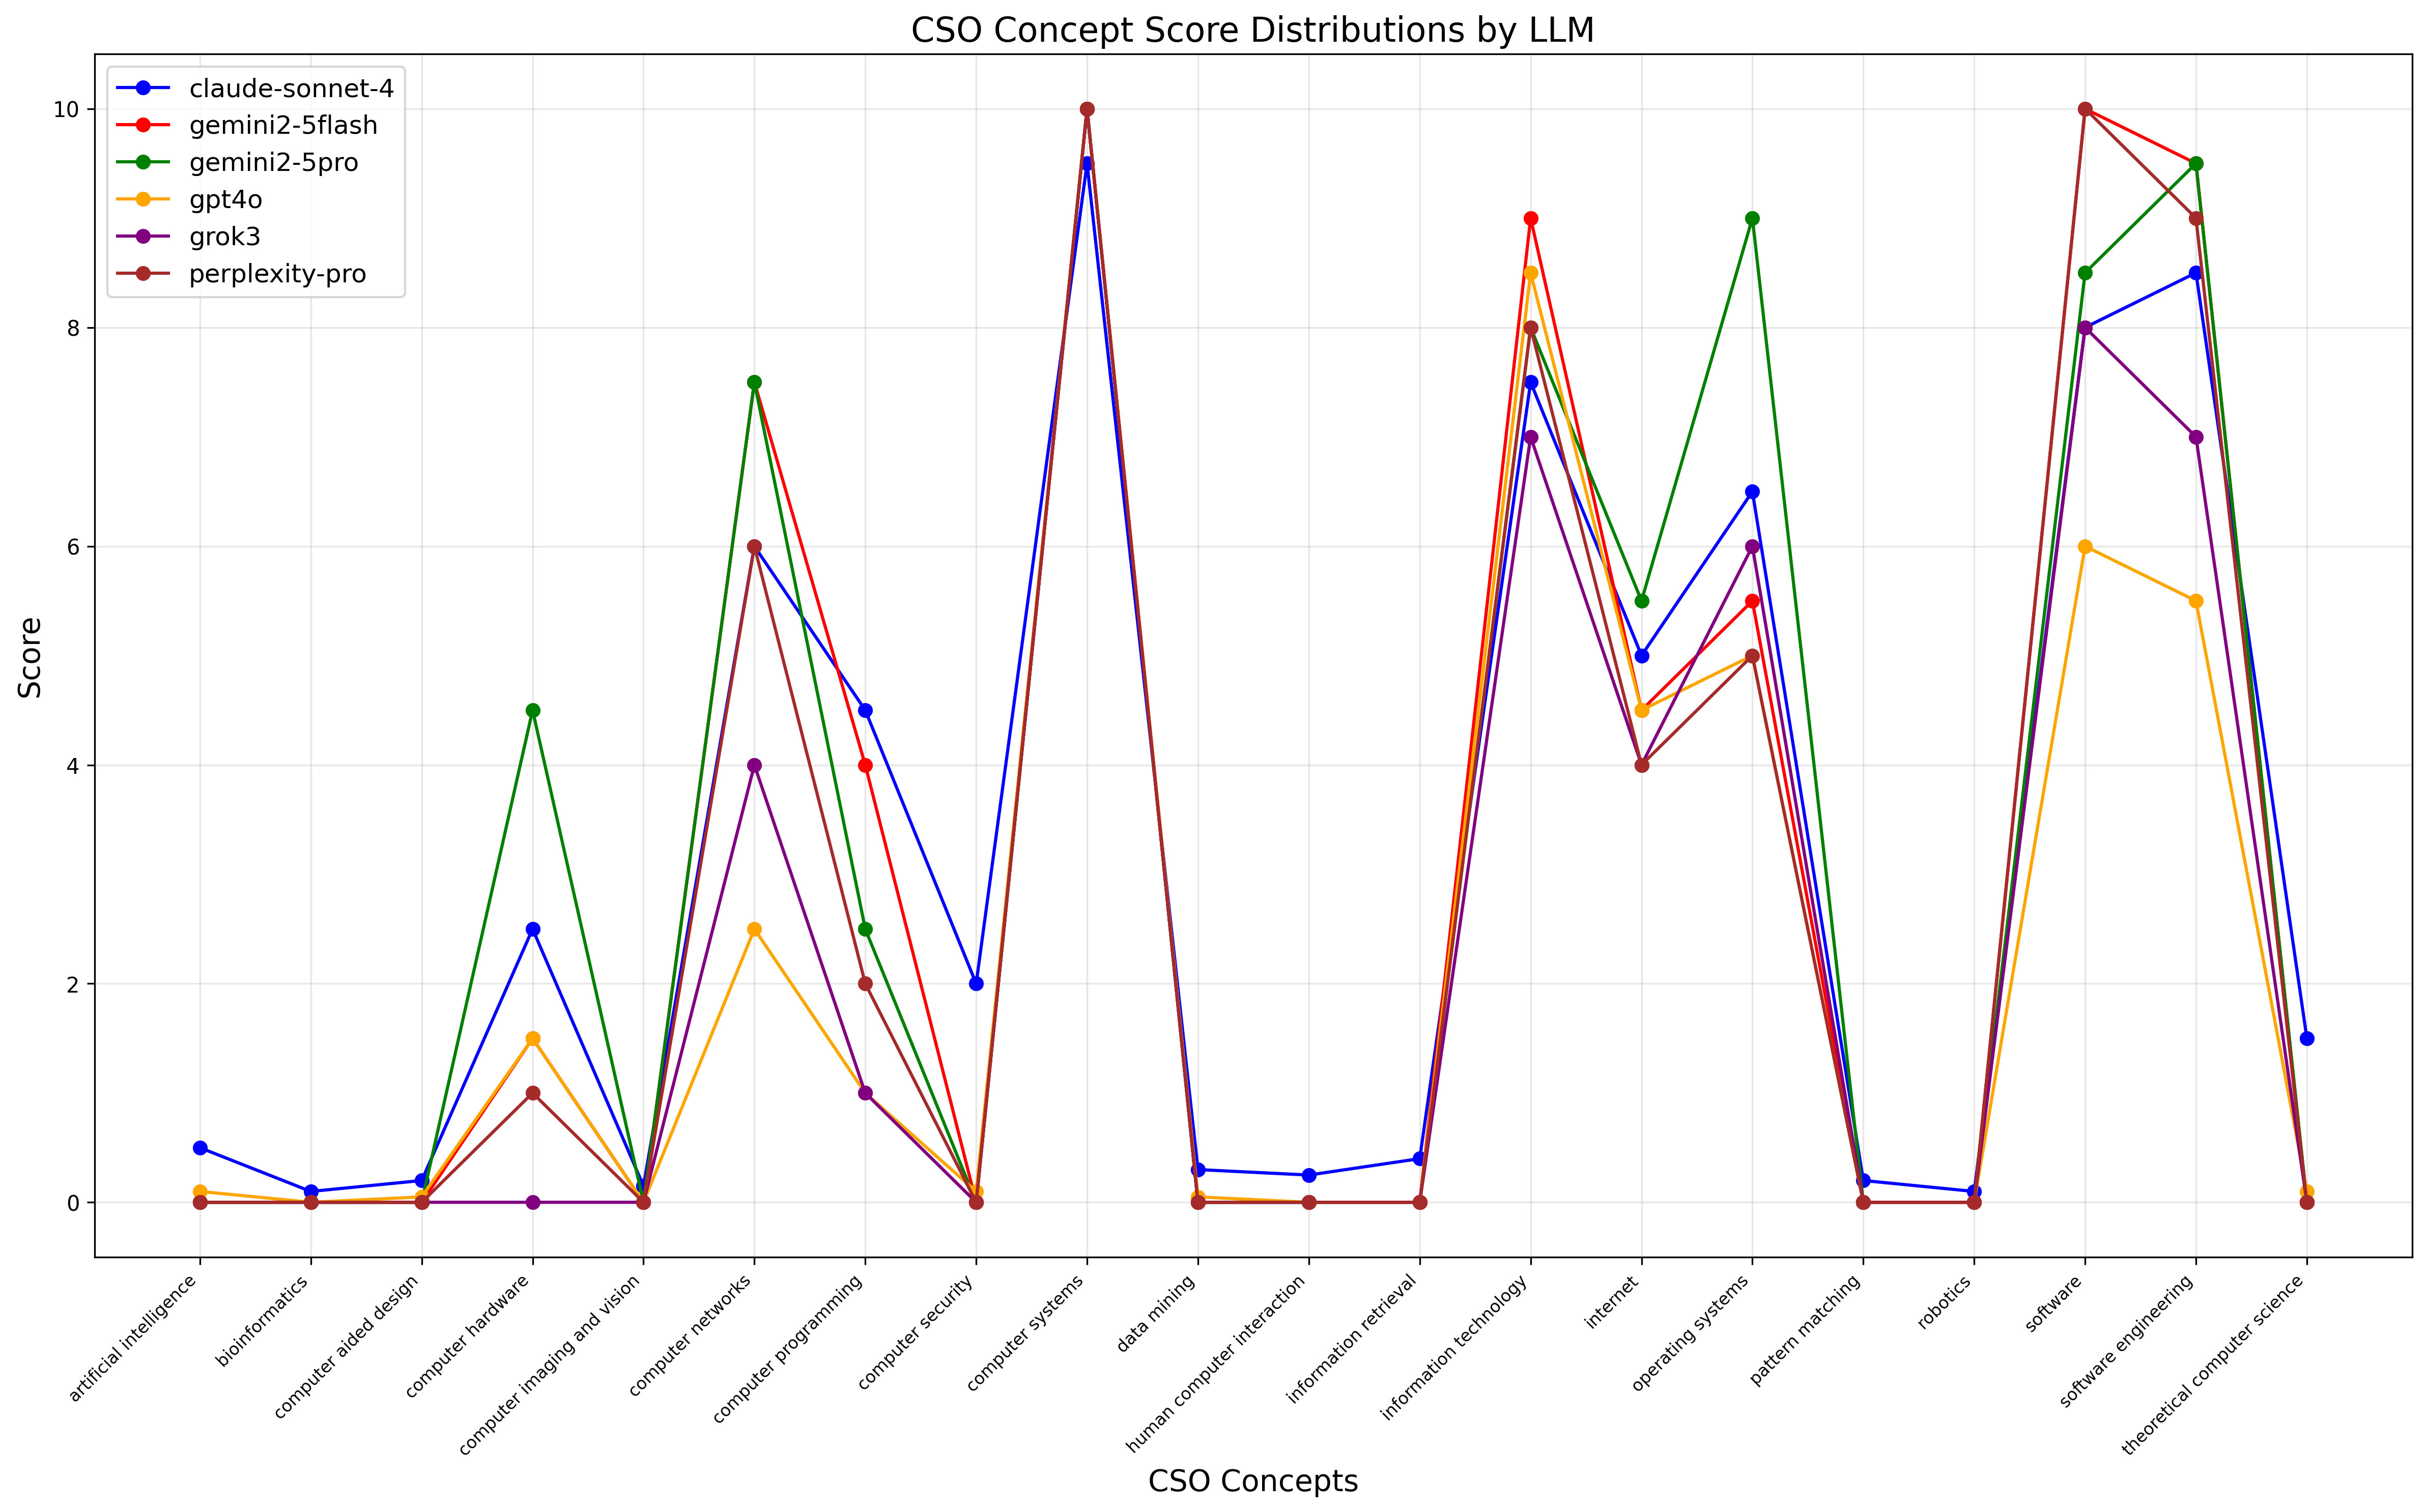 CSO Concept Score Distributions by LLM
claude-sonnet-4
gemini2-5flash
gemini2-5pro
gpt4o
grok3
perplexity-pro
10
8
6
4
2
0
Score
artificial intelligence
bioinformatics
computer aided design
computer hardware
computer imaging and vision
computer networks
computer programming
computer security
computer systems
data mining
human computer interaction
information retrieval
information technology
internet
operating systems
pattern matching
robotics
software
software engineering
theoretical computer science
CSO Concepts